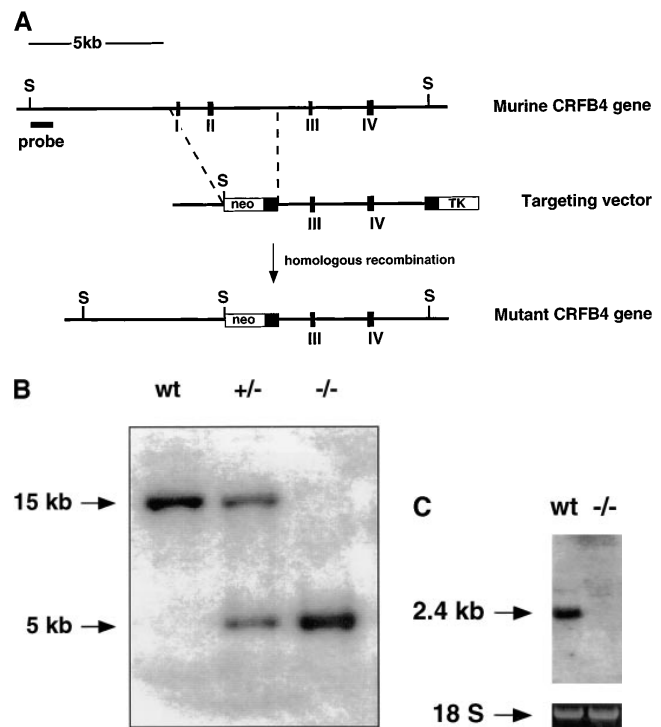 A
5kb
S S
Murine CRFB4 gene
probe I II III IV
S
neo TK
Targeting vector
III IV
homologous recombination
S S S
neo
Mutant CRFB4 gene
III IV
B
wt +/- -/-
15 kb
5 kb
C
wt -/-
2.4 kb
18 S